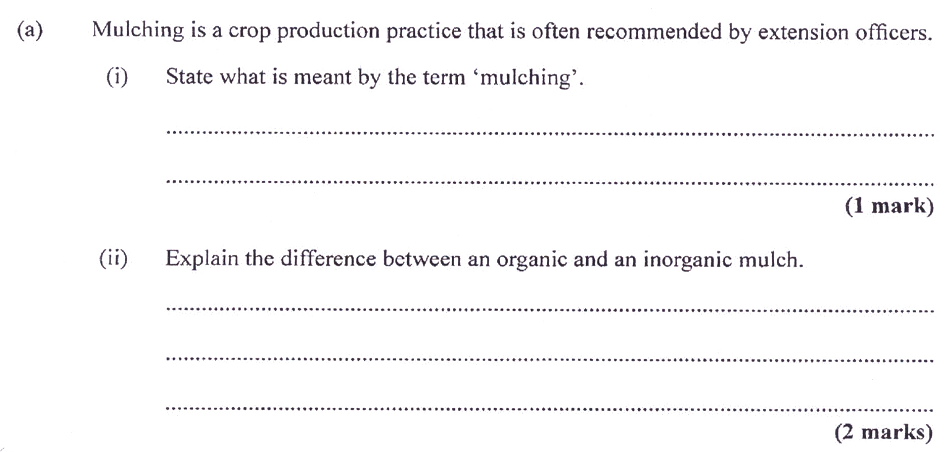 (a) Mulching is a crop production practice that is often recommended by extension officers.
(i) State what is meant by the term ‘mulching’.
(1 mark)
(ii) Explain the difference between an organic and an inorganic mulch.
(2 marks)